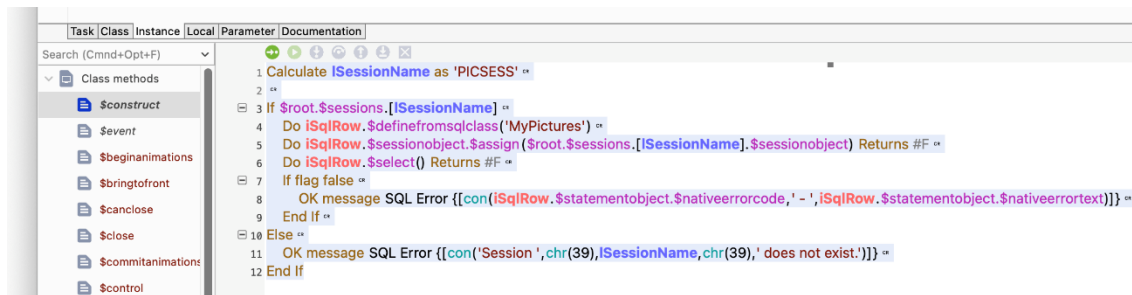 Task Class Instance Local Parameter Documentation
Search (Cmnd+Opt+F)
Class methods
$construct
$event
$beginanimations
$bringtofront
$canclose
$close
$commitanimations
$control
1 Calculate lSessionName as 'PICSESS'
2
3 If $root.$sessions.[lSessionName]
4 Do iSqlRow.$definefromsqlclass('MyPictures')
5 Do iSqlRow.$sessionobject.$assign($root.$sessions.[lSessionName].$sessionobject) Returns #F
6 Do iSqlRow.$select() Returns #F
7 If flag false
8 OK message SQL Error {[con(iSqlRow.$statementobject.$nativeerrorcode,' - ',iSqlRow.$statementobject.$nativeerrortext)]}
9 End If
10 Else
11 OK message SQL Error {[con('Session ',chr(39),lSessionName,chr(39),' does not exist.')]}
12 End If